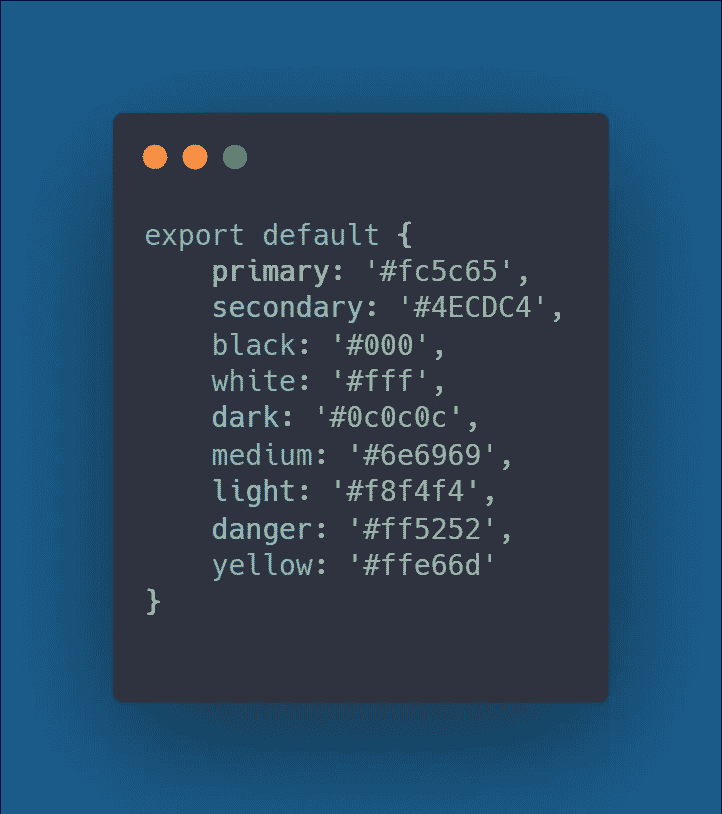 export default {
    primary: '#fc5c65',
    secondary: '#4ECDC4',
    black: '#000',
    white: '#fff',
    dark: '#0c0c0c',
    medium: '#6e6969',
    light: '#f8f4f4',
    danger: '#ff5252',
    yellow: '#ffe66d'
}